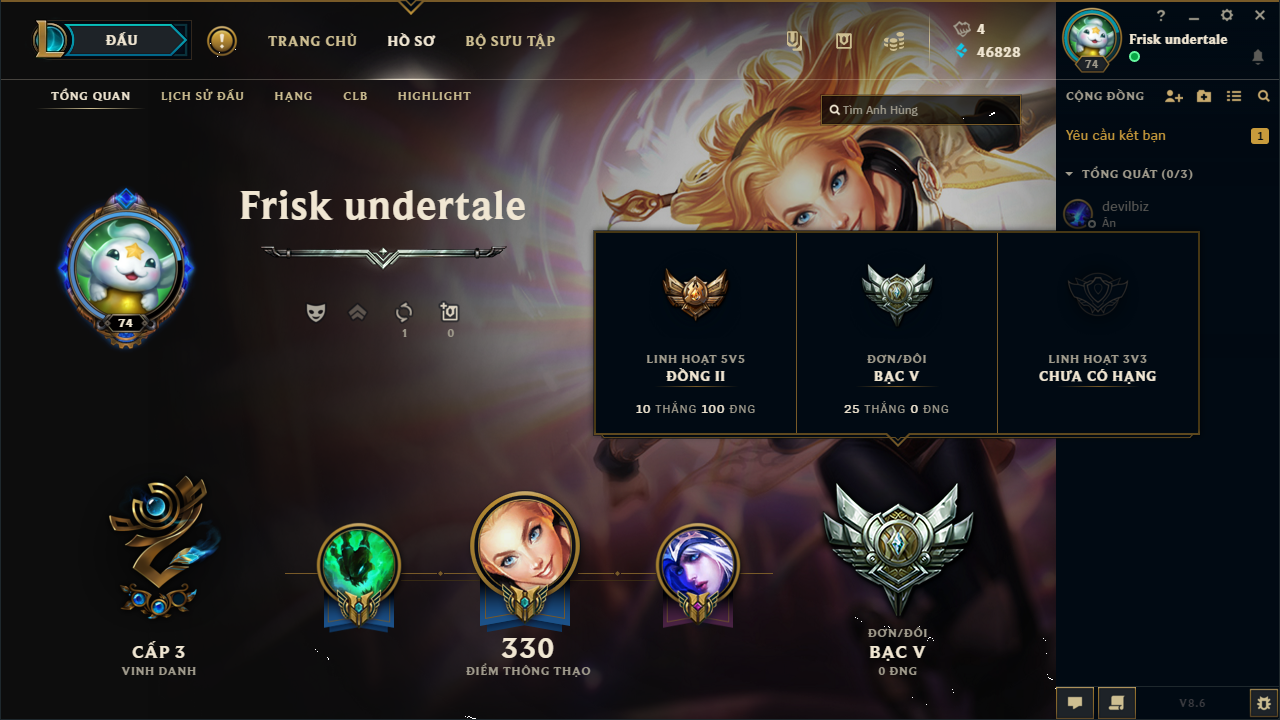 ĐẤU
!
TRANG CHỦ
HỒ SƠ
BỘ SƯU TẬP
4
46828
?
Frisk undertale
74
TỔNG QUAN
LỊCH SỬ ĐẤU
HẠNG
CLB
HIGHLIGHT
Tìm Anh Hùng
CỘNG ĐỒNG
Yêu cầu kết bạn
1
TỔNG QUÁT (0/3)
devilbiz
Ẩn
Frisk undertale
74
1
0
LINH HOẠT 5V5
ĐỒNG II
10 THẮNG 100 ĐNG
ĐƠN/ĐÔI
BẠC V
25 THẮNG 0 ĐNG
LINH HOẠT 3V3
CHƯA CÓ HẠNG
CẤP 3
VINH DANH
330
ĐIỂM THÔNG THẠO
ĐƠN/ĐÔI
BẠC V
0 ĐNG
V8.6